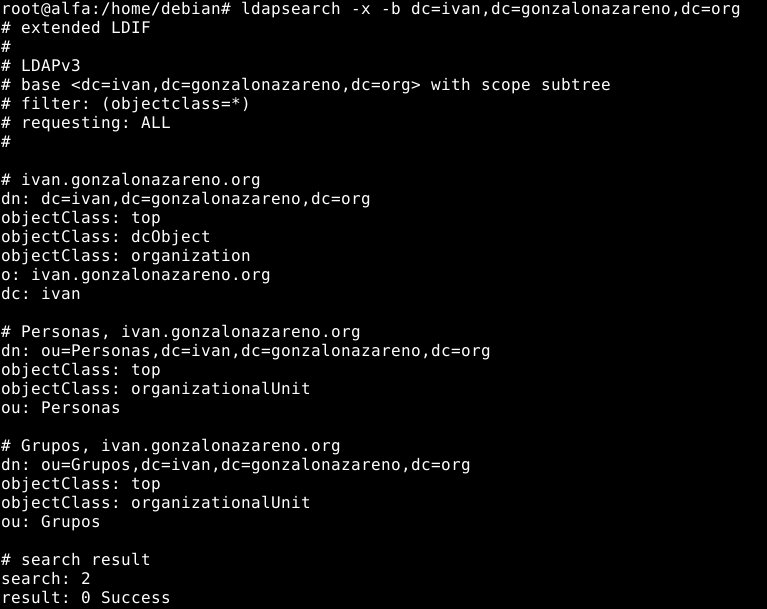 root@alfa:/home/debian# ldapsearch -x -b dc=ivan,dc=gonzalonazareno,dc=org
# extended LDIF
#
# LDAPv3
# base <dc=ivan,dc=gonzalonazareno,dc=org> with scope subtree
# filter: (objectclass=*)
# requesting: ALL
#

# ivan.gonzalonazareno.org
dn: dc=ivan,dc=gonzalonazareno,dc=org
objectClass: top
objectClass: dcObject
objectClass: organization
o: ivan.gonzalonazareno.org
dc: ivan

# Personas, ivan.gonzalonazareno.org
dn: ou=Personas,dc=ivan,dc=gonzalonazareno,dc=org
objectClass: top
objectClass: organizationalUnit
ou: Personas

# Grupos, ivan.gonzalonazareno.org
dn: ou=Grupos,dc=ivan,dc=gonzalonazareno,dc=org
objectClass: top
objectClass: organizationalUnit
ou: Grupos

# search result
search: 2
result: 0 Success